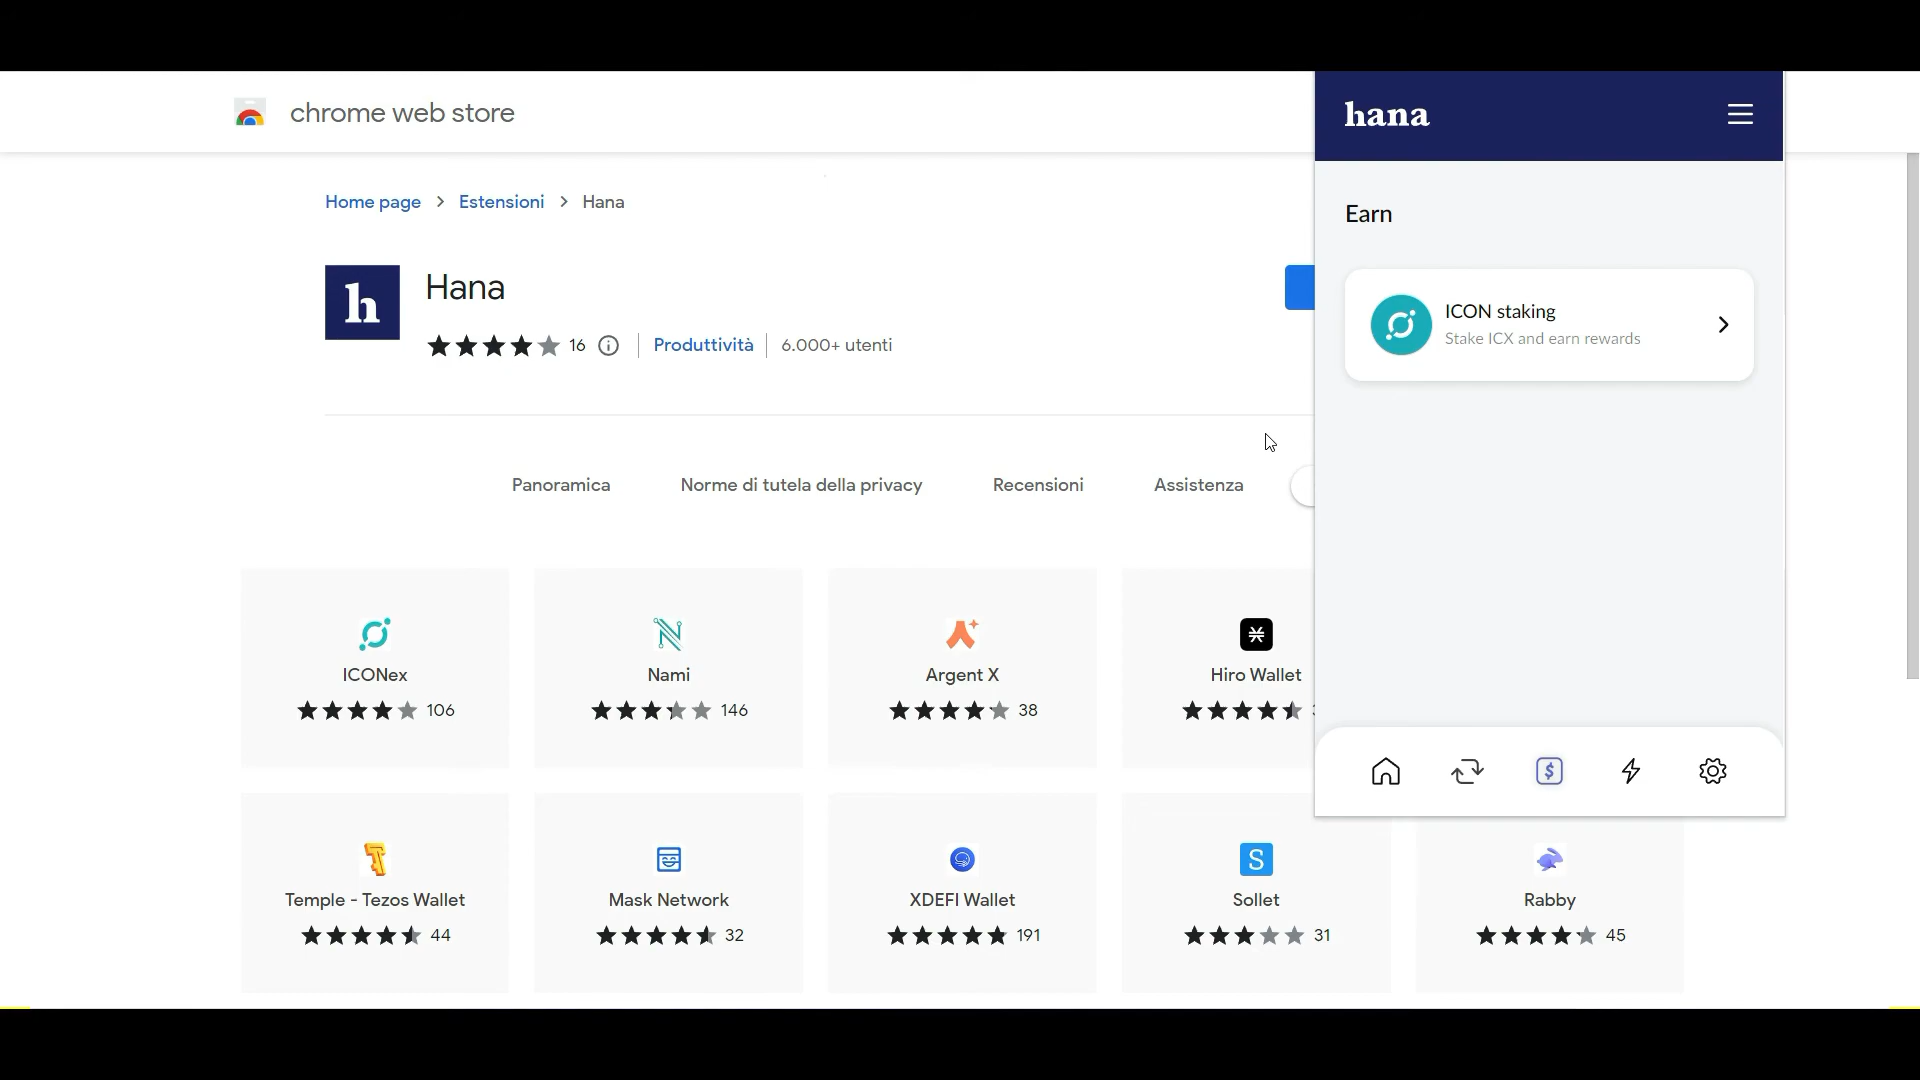 chrome web store
Home page > Estensioni > Hana
h
Hana
16
Produttività
6.000+ utenti
Panoramica
Norme di tutela della privacy
Recensioni
Assistenza
ICONex
106
Nami
146
Argent X
38
Hiro Wallet
Temple - Tezos Wallet
44
Mask Network
32
XDEFI Wallet
191
S
Sollet
31
Rabby
45
hana
Earn
ICON staking
Stake ICX and earn rewards
$